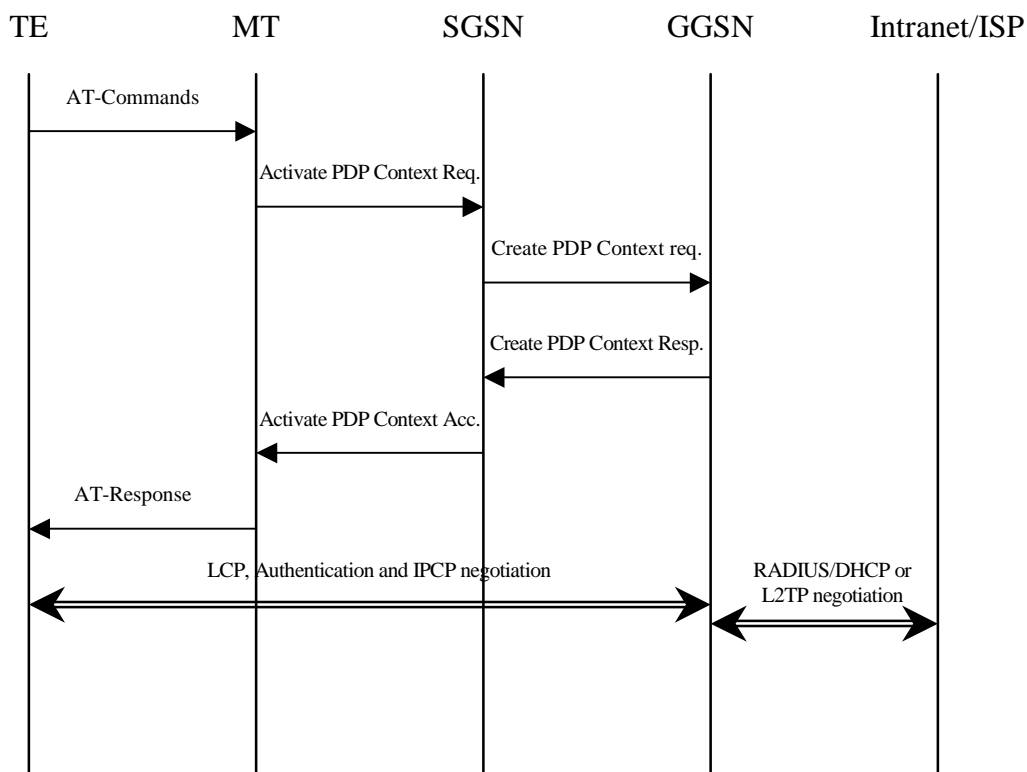 TE MT SGSN GGSN Intranet/ISP
AT-Commands
Activate PDP Context Req.
Create PDP Context req.
Create PDP Context Resp.
Activate PDP Context Acc.
AT-Response
LCP, Authentication and IPCP negotiation
RADIUS/DHCP or
L2TP negotiation